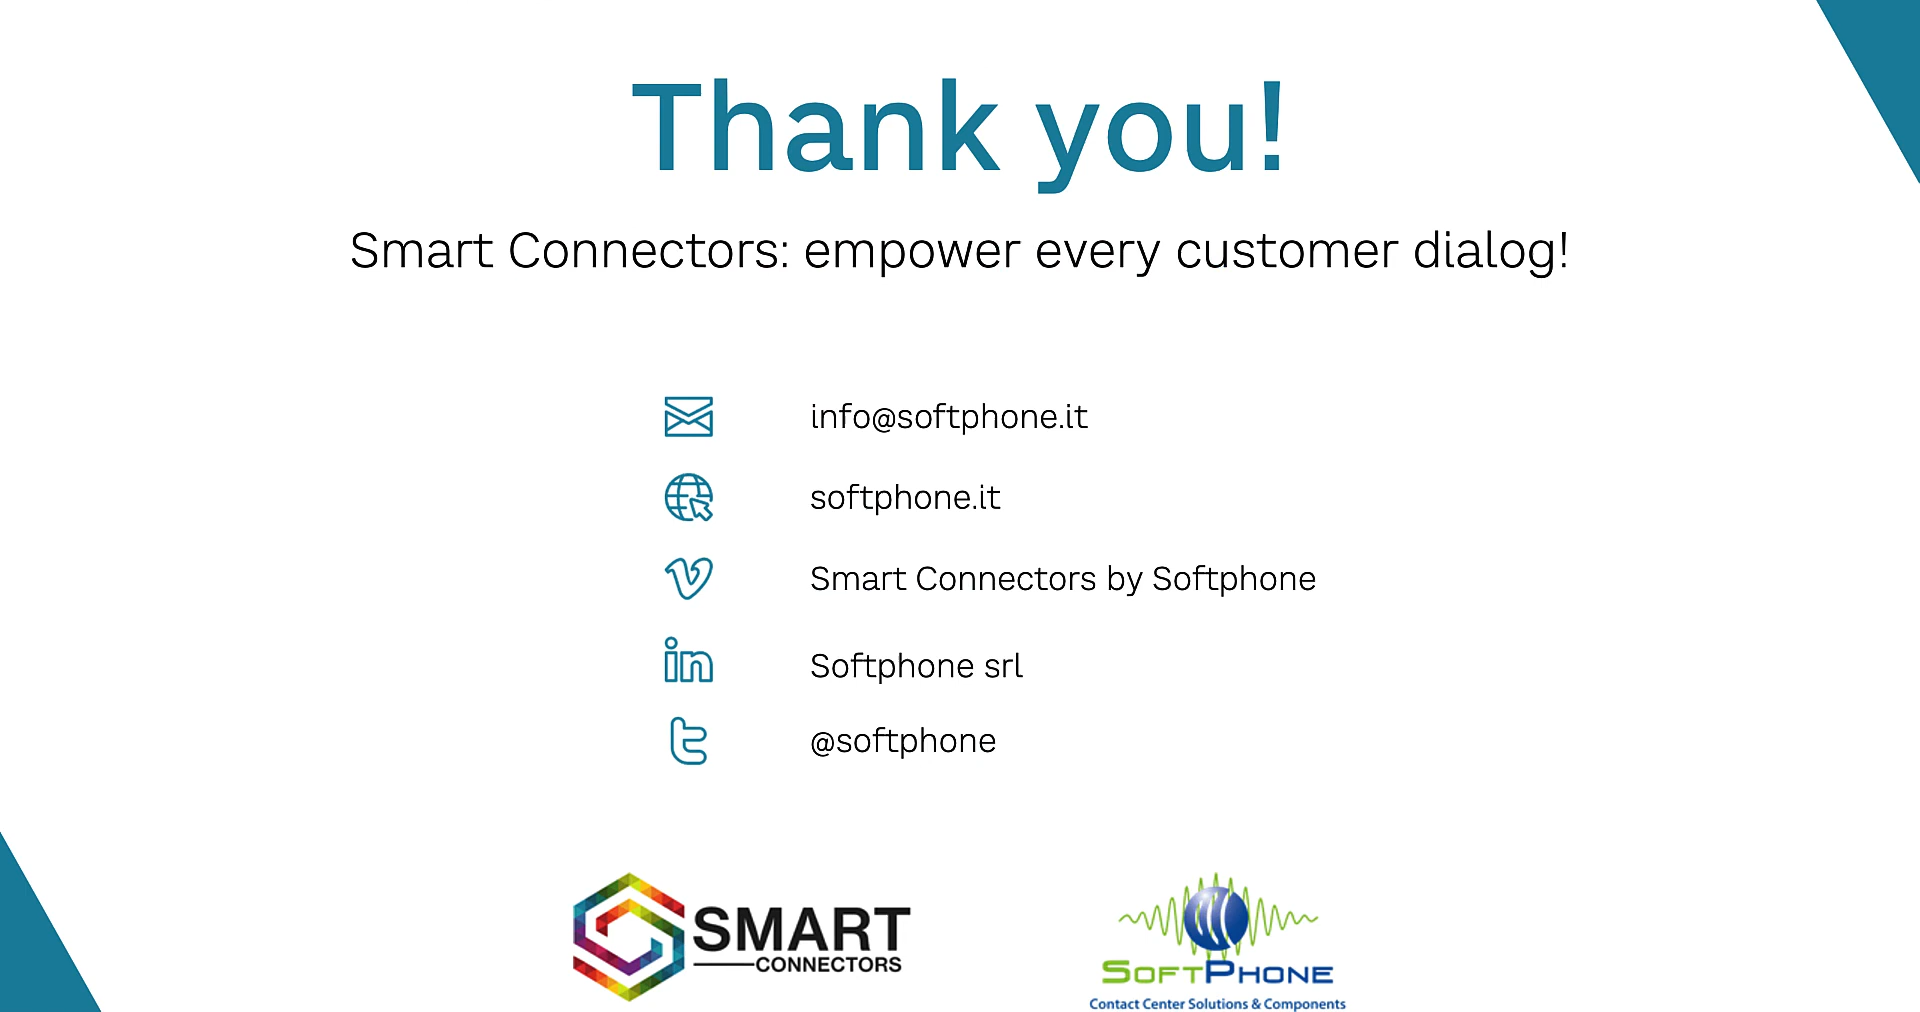 Thank you!
Smart Connectors: empower every customer dialog!
info@softphone.it
softphone.it
Smart Connectors by Softphone
Softphone srl
@softphone
SMART
CONNECTORS
SOFTPHONE
Contact Center Solutions & Components